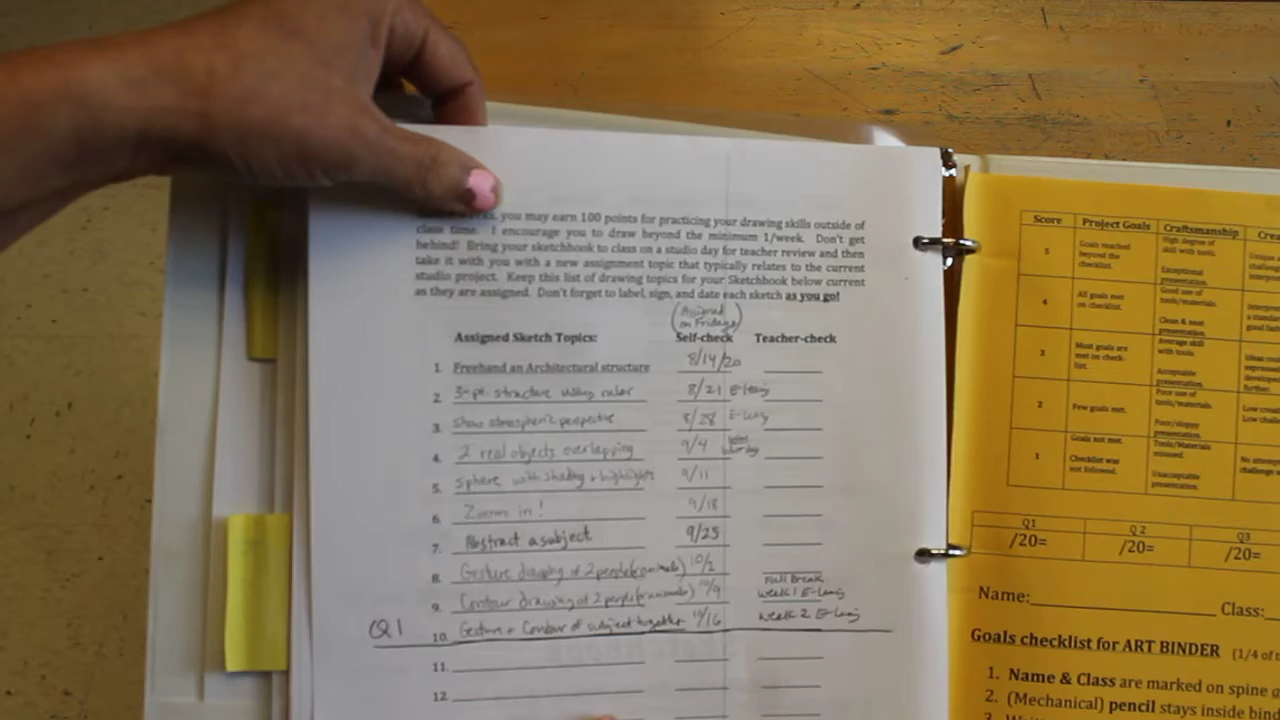 you may earn 100 points for practicing your drawing skills outside of
class time. I encourage you to draw beyond the minimum 1/week. Don't get
behind! Bring your sketchbook to class on a studio day for teacher review and then
take it with you with a new assignment topic that typically relates to the current
studio project. Keep this list of drawing topics for your Sketchbook below current
as they are assigned. Don't forget to label, sign, and date each sketch as you go!
(Assigned on Fridays)
Assigned Sketch Topics: Self-check Teacher-check
1. Freehand an Architectural structure 8/14/20
2. 3-pt. structure using ruler 8/21 E-Learning
3. Show atmospheric perspective 8/28 E-Learning
4. 2 real objects overlapping 9/4
5. Sphere with shading + highlights 9/11
6. Zoom in! 9/18
7. Abstract a subject 9/25
8. Gesture drawing of 2 people (or animals) 10/2
9. Contour drawing of 2 people (or animals) 10/9 Fall Break Week 1 E-Learning
Q1 10. Gesture + Contour of subject together 10/16 Week 2 E-Learning
11.
12.
Score Project Goals Craftsmanship
5 Goals reached beyond the checklist. High degree of skill with tools. Exceptional presentation.
4 All goals met on checklist. Good use of tools/materials. Clean & neat presentation.
3 Most goals are met on check-list. Average skill with tools. Acceptable presentation.
2 Few goals met. Poor use of tools/materials. Poor/sloppy presentation.
1 Goals not met. Checklist was not followed. Tools/Materials misused. Unacceptable presentation.
Q1 Q 2 Q3
/20= /20= /20=
Name: Class:
Goals checklist for ART BINDER (1/4 of
1. Name & Class are marked on spine
2. (Mechanical) pencil stays inside
3.